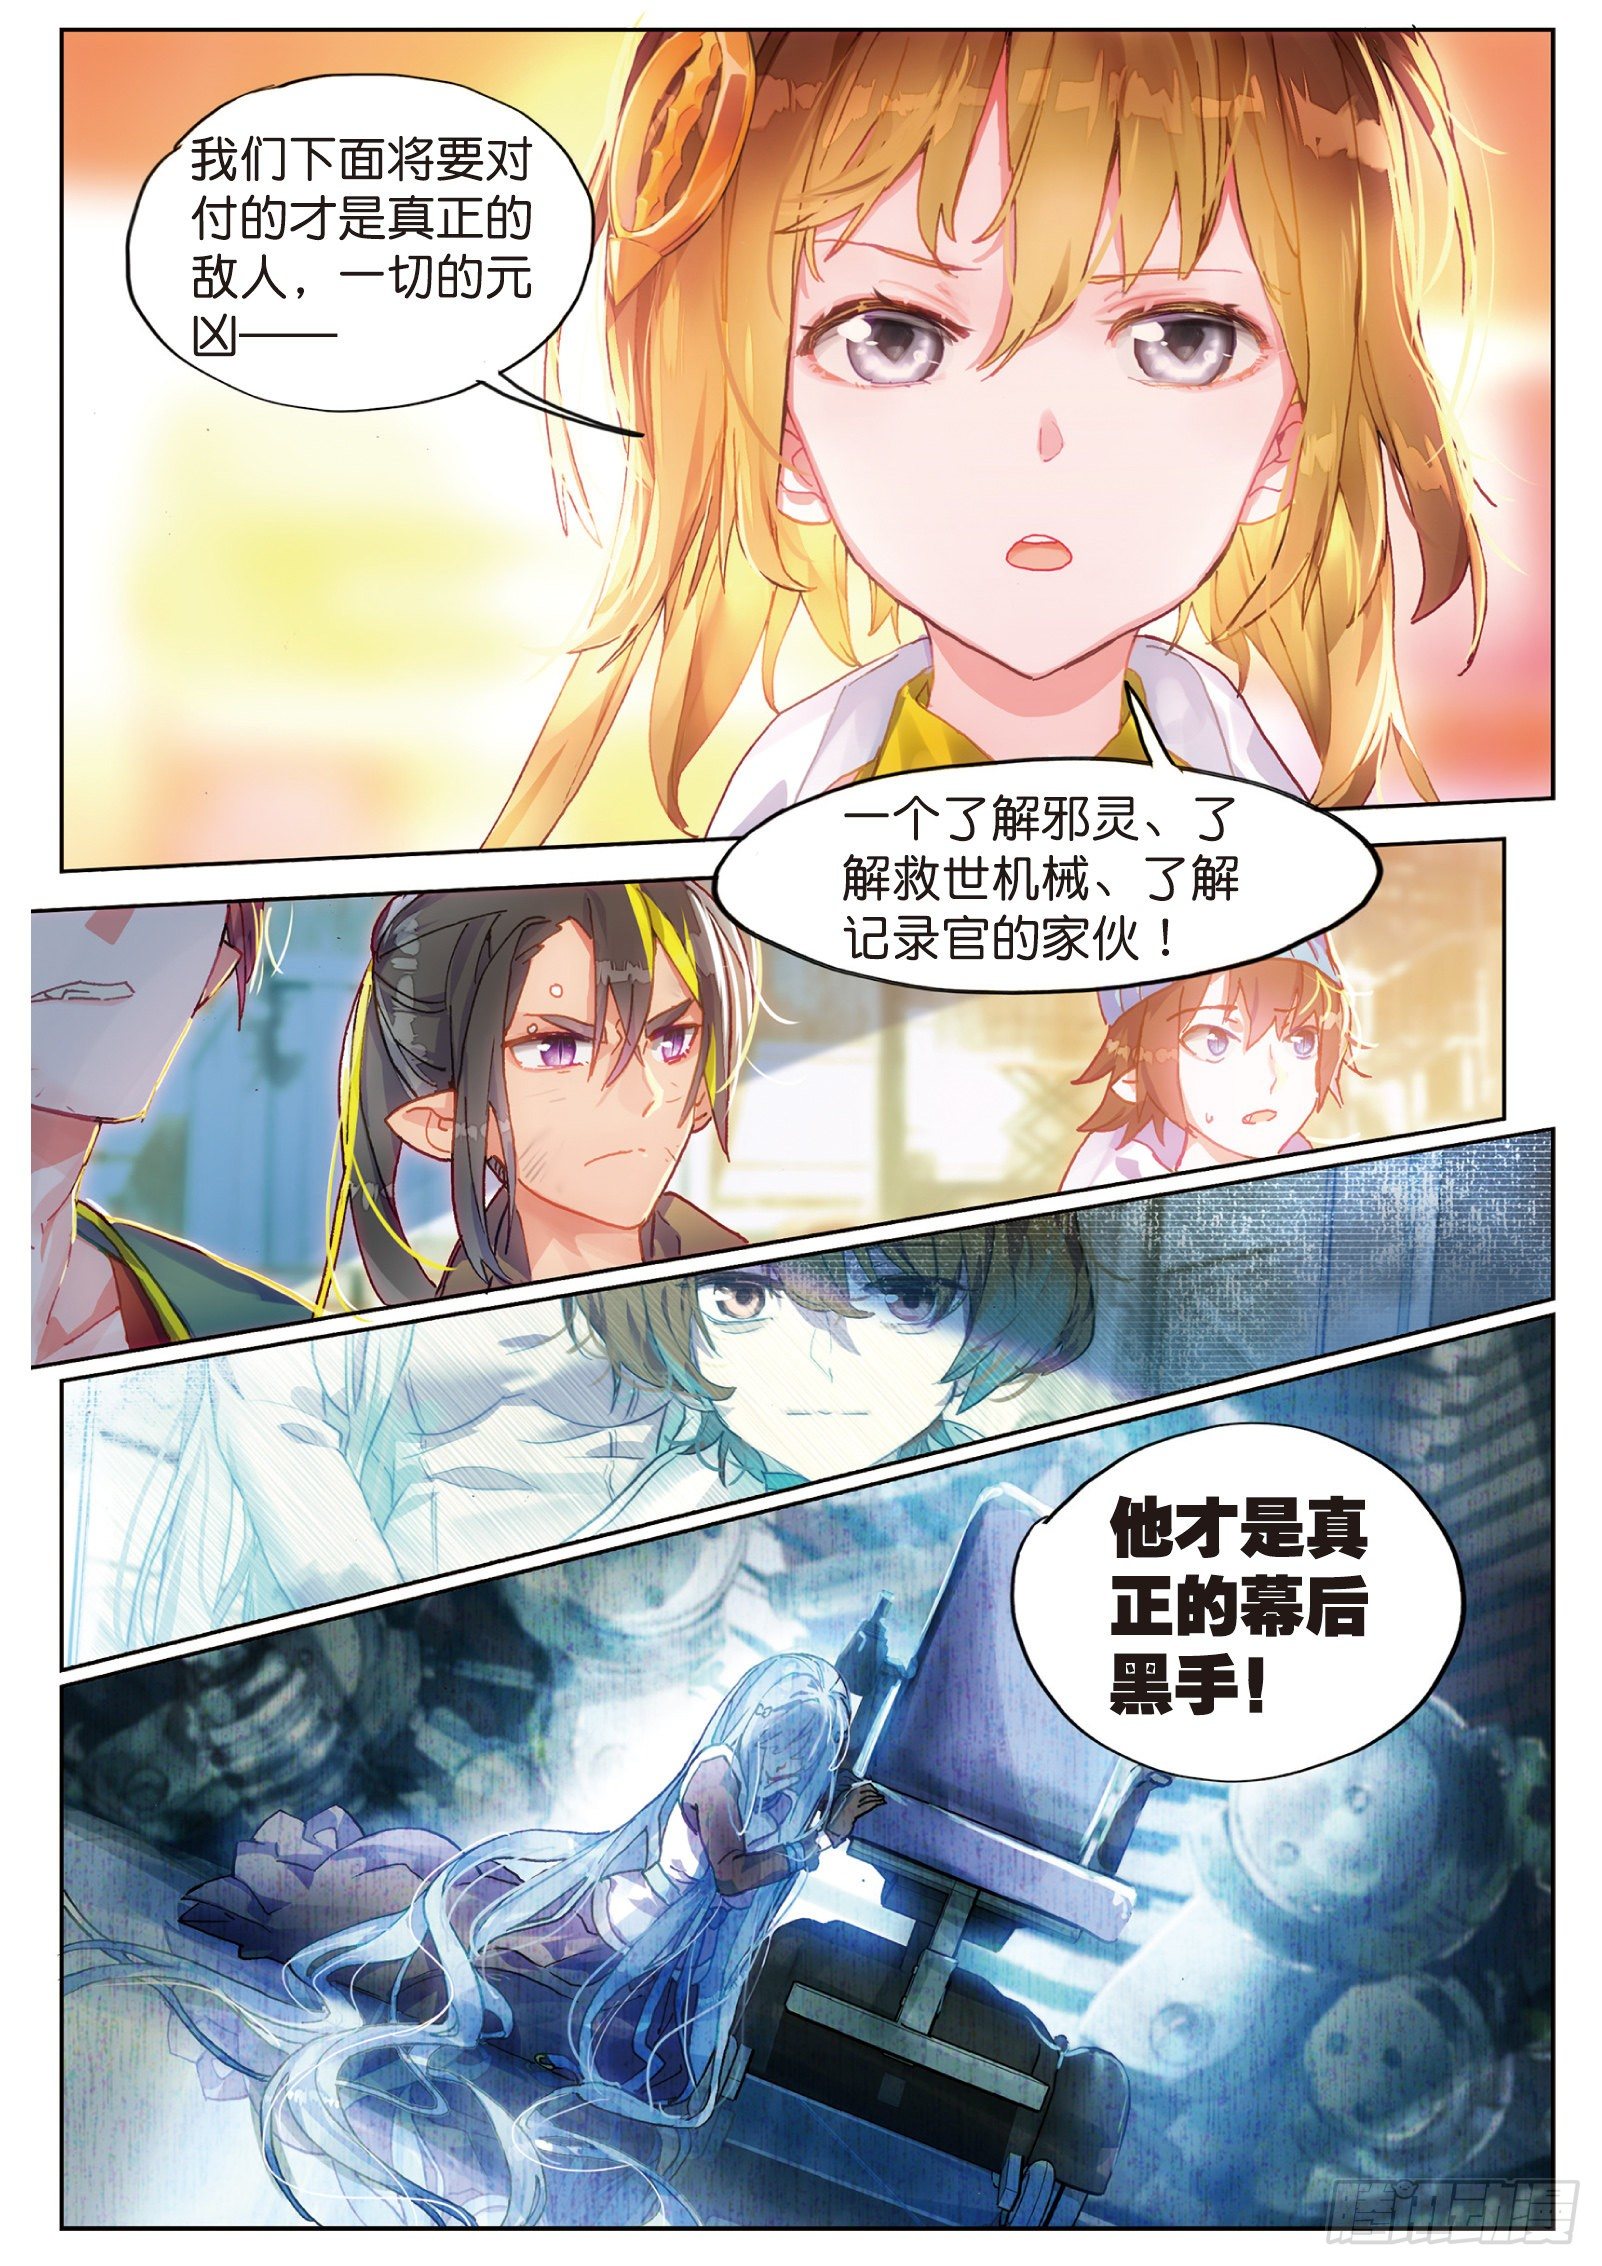 我们下面将要对
付的才是真正的
敌人，一切的元
凶——
一个了解邪灵、了
解救世机械、了解
记录官的家伙！
他才是真
正的幕后
黑手！
腾讯动漫